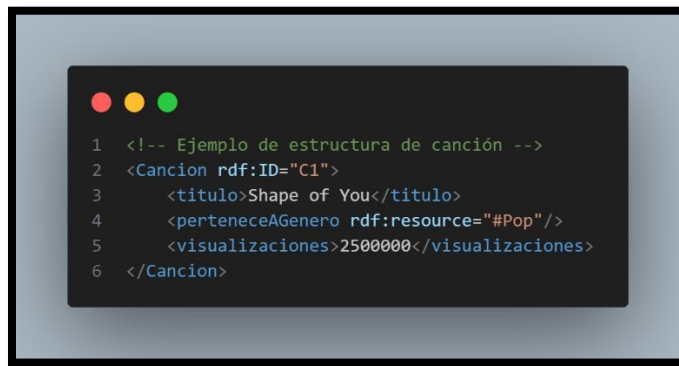 1 <!-- Ejemplo de estructura de canción -->
2 <Cancion rdf:ID="C1">
3     <titulo>Shape of You</titulo>
4     <perteneceAGenero rdf:resource="#Pop"/>
5     <visualizaciones>2500000</visualizaciones>
6 </Cancion>